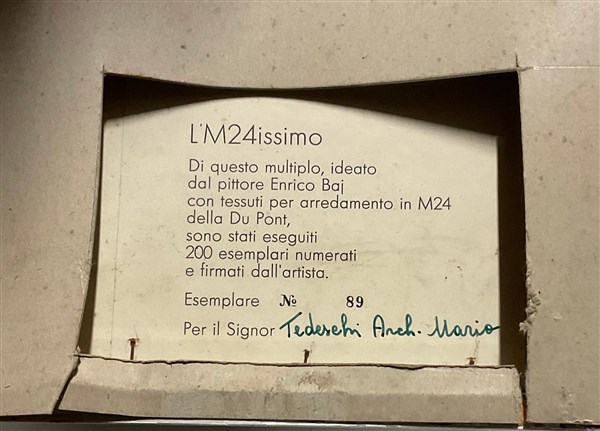 L'M24issimo
Di questo multiplo, ideato
dal pittore Enrico Baj
con tessuti per arredamento in M24
della Du Pont,
sono stati eseguiti
200 esemplari numerati
e firmati dall'artista.
Esemplare № 89
Per il Signor Tedeschi Arch. Mario